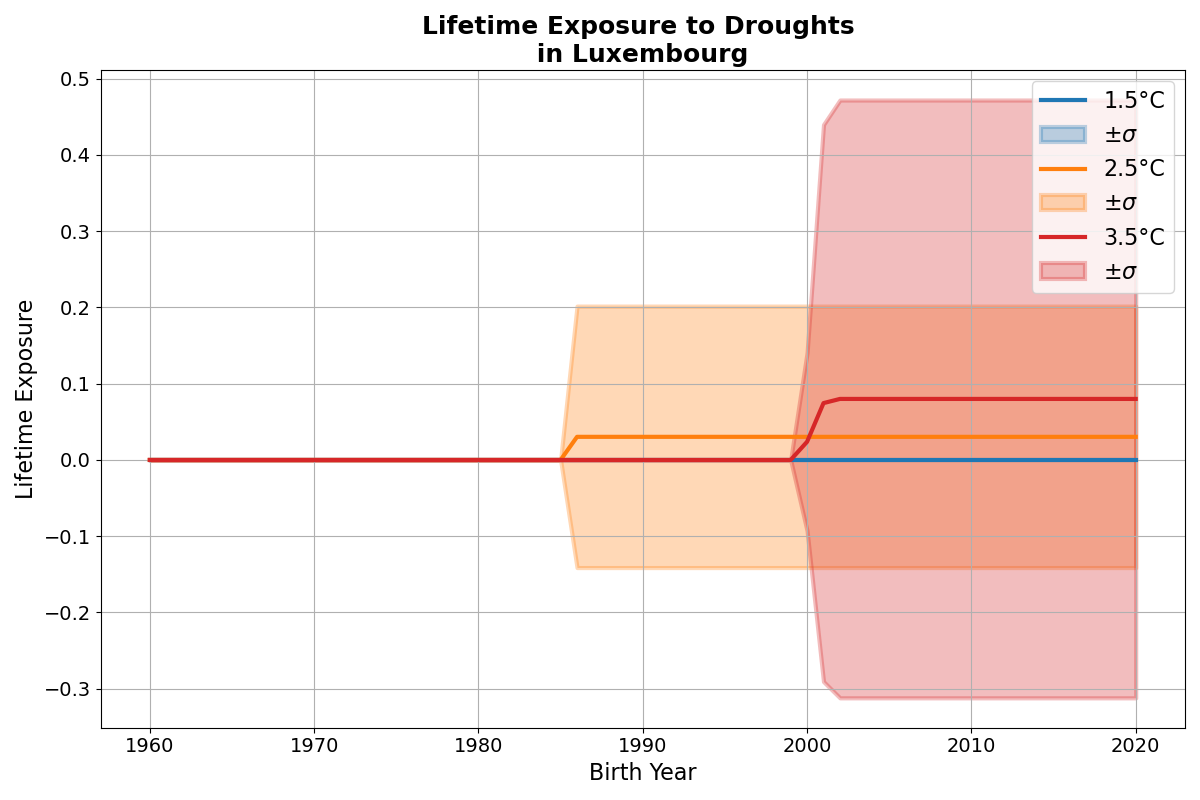 Lifetime Exposure to Droughts
in Luxembourg
Lifetime Exposure
0.5
0.4
0.3
0.2
0.1
0.0
−0.1
−0.2
−0.3
1.5°C
±σ
2.5°C
±σ
3.5°C
±σ
1960 1970 1980 1990 2000 2010 2020
Birth Year